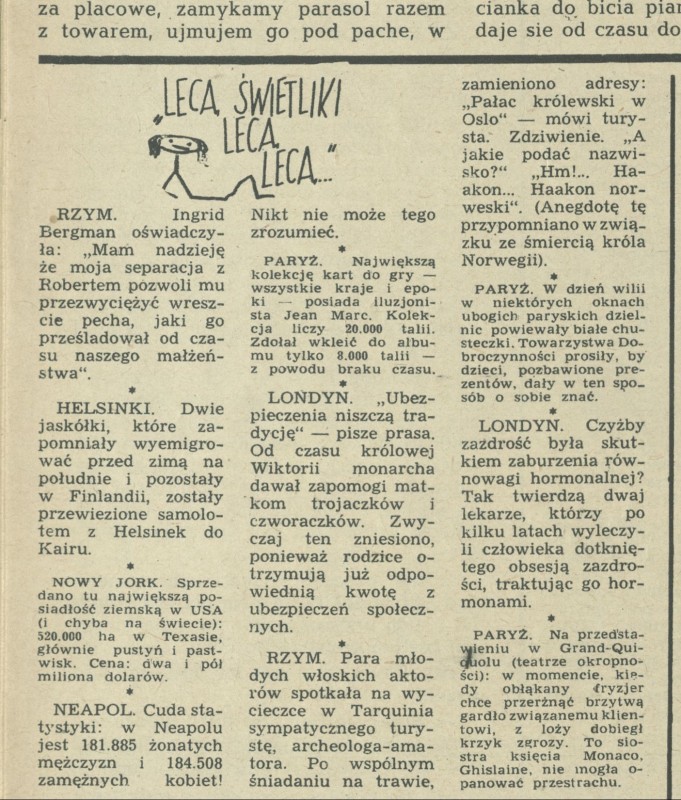 za placowe, zamykamy parasol razem
z towarem, ujmujem go pod pache, w
cianka do bicia pian
daje sie od czasu do
„LECĄ, ŚWIETLIKI
LECĄ,
LECĄ..."
RZYM. Ingrid
Bergman oświadczy-
ła: „Mam nadzieję
że moja separacja z
Robertem pozwoli mu
przezwyciężyć wresz-
cie pecha, jaki go
prześladował od cza-
su naszego małżeń-
stwa“.
*
HELSINKI. Dwie
jaskółki, które za-
pomniały wyemigro-
wać przed zimą na
południe i pozostały
w Finlandii, zostały
przewiezione samolo-
tem z Helsinek do
Kairu.
*
NOWY JORK. Sprze-
dano tu największą po-
siadłość ziemską w USA
(i chyba na świecie):
520.000 ha w Texasie,
głównie pustyń i past-
wisk. Cena: dwa i pół
miliona dolarów.
*
NEAPOL. Cuda sta-
tystyki: w Neapolu
jest 181.885 żonatych
mężczyzn i 184.508
zamężnych kobiet!
Nikt nie może tego
zrozumieć.
*
PARYŻ. Największą
kolekcję kart do gry —
wszystkie kraje i epo-
ki — posiada iluzjoni-
sta Jean Marc. Kolek-
cja liczy 20.000 talii.
Zdołał wkleić do albu-
mu tylko 8.000 talii —
z powodu braku czasu.
*
LONDYN. „Ubez-
pieczenia niszczą tra-
dycję“ — pisze prasa.
Od czasu królowej
Wiktorii monarcha
dawał zapomogi mat-
kom trojaczków i
czworaczków. Zwy-
czaj ten zniesiono,
ponieważ rodzice o-
trzymują już odpo-
wiednią kwotę z
ubezpieczeń społecz-
nych.
*
RZYM. Para mło-
dych włoskich akto-
rów spotkała na wy-
cieczce w Tarquinia
sympatycznego tury-
stę, archeologa-ama-
tora. Po wspólnym
śniadaniu na trawie,
zamieniono adresy:
„Pałac królewski w
Oslo“ — mówi tury-
sta. Zdziwienie. „A
jakie podać nazwi-
sko?“ „Hm!... Ha-
akon... Haakon nor-
weski“. (Anegdotę tę
przypomniano w zwią-
zku ze śmiercią króla
Norwegii).
*
PARYŻ. W dzień wilii
w niektórych oknach
ubogich paryskich dziel-
nic powiewały białe chu-
steczki. Towarzystwa Do-
broczynności prosiły, by
dzieci, pozbawione pre-
zentów, dały w ten spo-
sób o sobie znać.
*
LONDYN. Czyżby
zazdrość była skut-
kiem zaburzenia rów-
nowagi hormonalnej?
Tak twierdzą dwaj
lekarze, którzy po
kilku latach wyleczy-
li człowieka dotknię-
tego obsesją zazdro-
ści, traktując go hor-
monami.
*
PARYŻ. Na przedsta-
wieniu w Grand-Qui-
quolu (teatrze okropno-
ści): w momencie, kie-
dy obłąkany fryzjer
chce przerżnąć brzytwą
gardło związanemu klien-
towi, z loży dobiegł
krzyk zgrozy. To sio-
stra księcia Monaco,
Ghislaine, nie mogła o-
panować przestrachu.